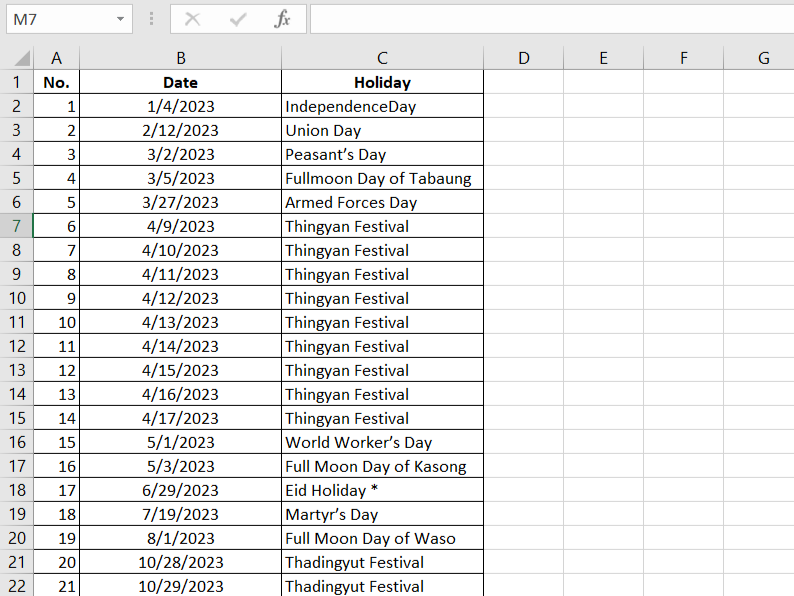 M7 fx
A B C D E F G
1 No. Date Holiday
2 1 1/4/2023 IndependenceDay
3 2 2/12/2023 Union Day
4 3 3/2/2023 Peasant’s Day
5 4 3/5/2023 Fullmoon Day of Tabaung
6 5 3/27/2023 Armed Forces Day
7 6 4/9/2023 Thingyan Festival
8 7 4/10/2023 Thingyan Festival
9 8 4/11/2023 Thingyan Festival
10 9 4/12/2023 Thingyan Festival
11 10 4/13/2023 Thingyan Festival
12 11 4/14/2023 Thingyan Festival
13 12 4/15/2023 Thingyan Festival
14 13 4/16/2023 Thingyan Festival
15 14 4/17/2023 Thingyan Festival
16 15 5/1/2023 World Worker’s Day
17 16 5/3/2023 Full Moon Day of Kasong
18 17 6/29/2023 Eid Holiday *
19 18 7/19/2023 Martyr’s Day
20 19 8/1/2023 Full Moon Day of Waso
21 20 10/28/2023 Thadingyut Festival
22 21 10/29/2023 Thadingyut Festival